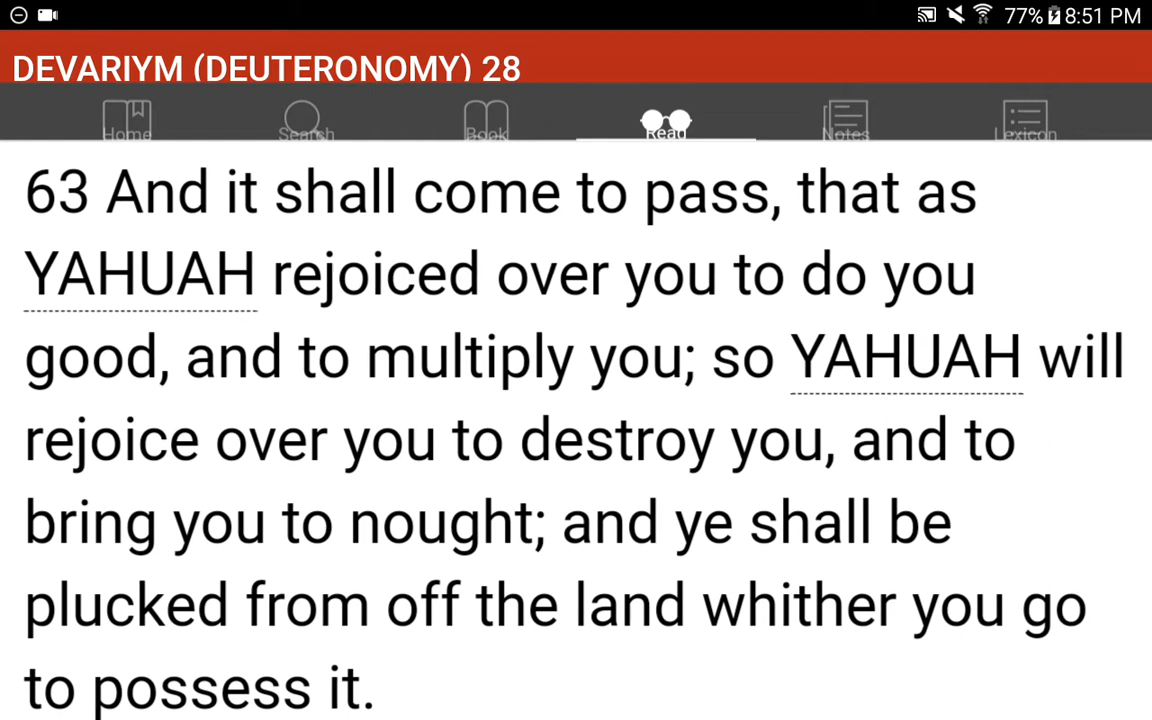 77% 8:51 PM
DEVARIYM (DEUTERONOMY) 28
Home Search Book Read Notes Lexicon
63 And it shall come to pass, that as
YAHUAH rejoiced over you to do you
good, and to multiply you; so YAHUAH will
rejoice over you to destroy you, and to
bring you to nought; and ye shall be
plucked from off the land whither you go
to possess it.